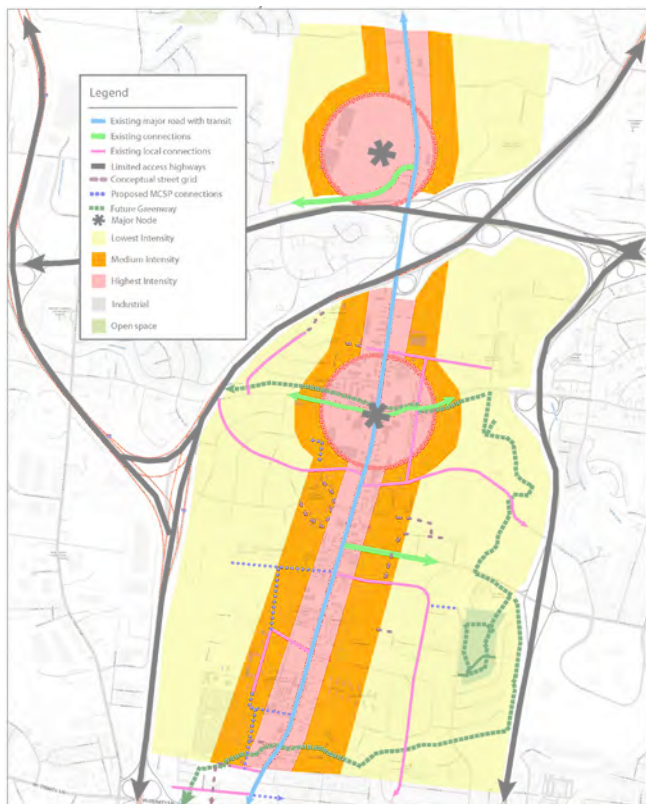 Legend
Existing major road with transit
Existing connections
Existing local connections
Limited access highways
Conceptual street grid
Proposed MCSP connections
Future Greenway
Major Node
Lowest Intensity
Medium Intensity
Highest Intensity
Industrial
Open space